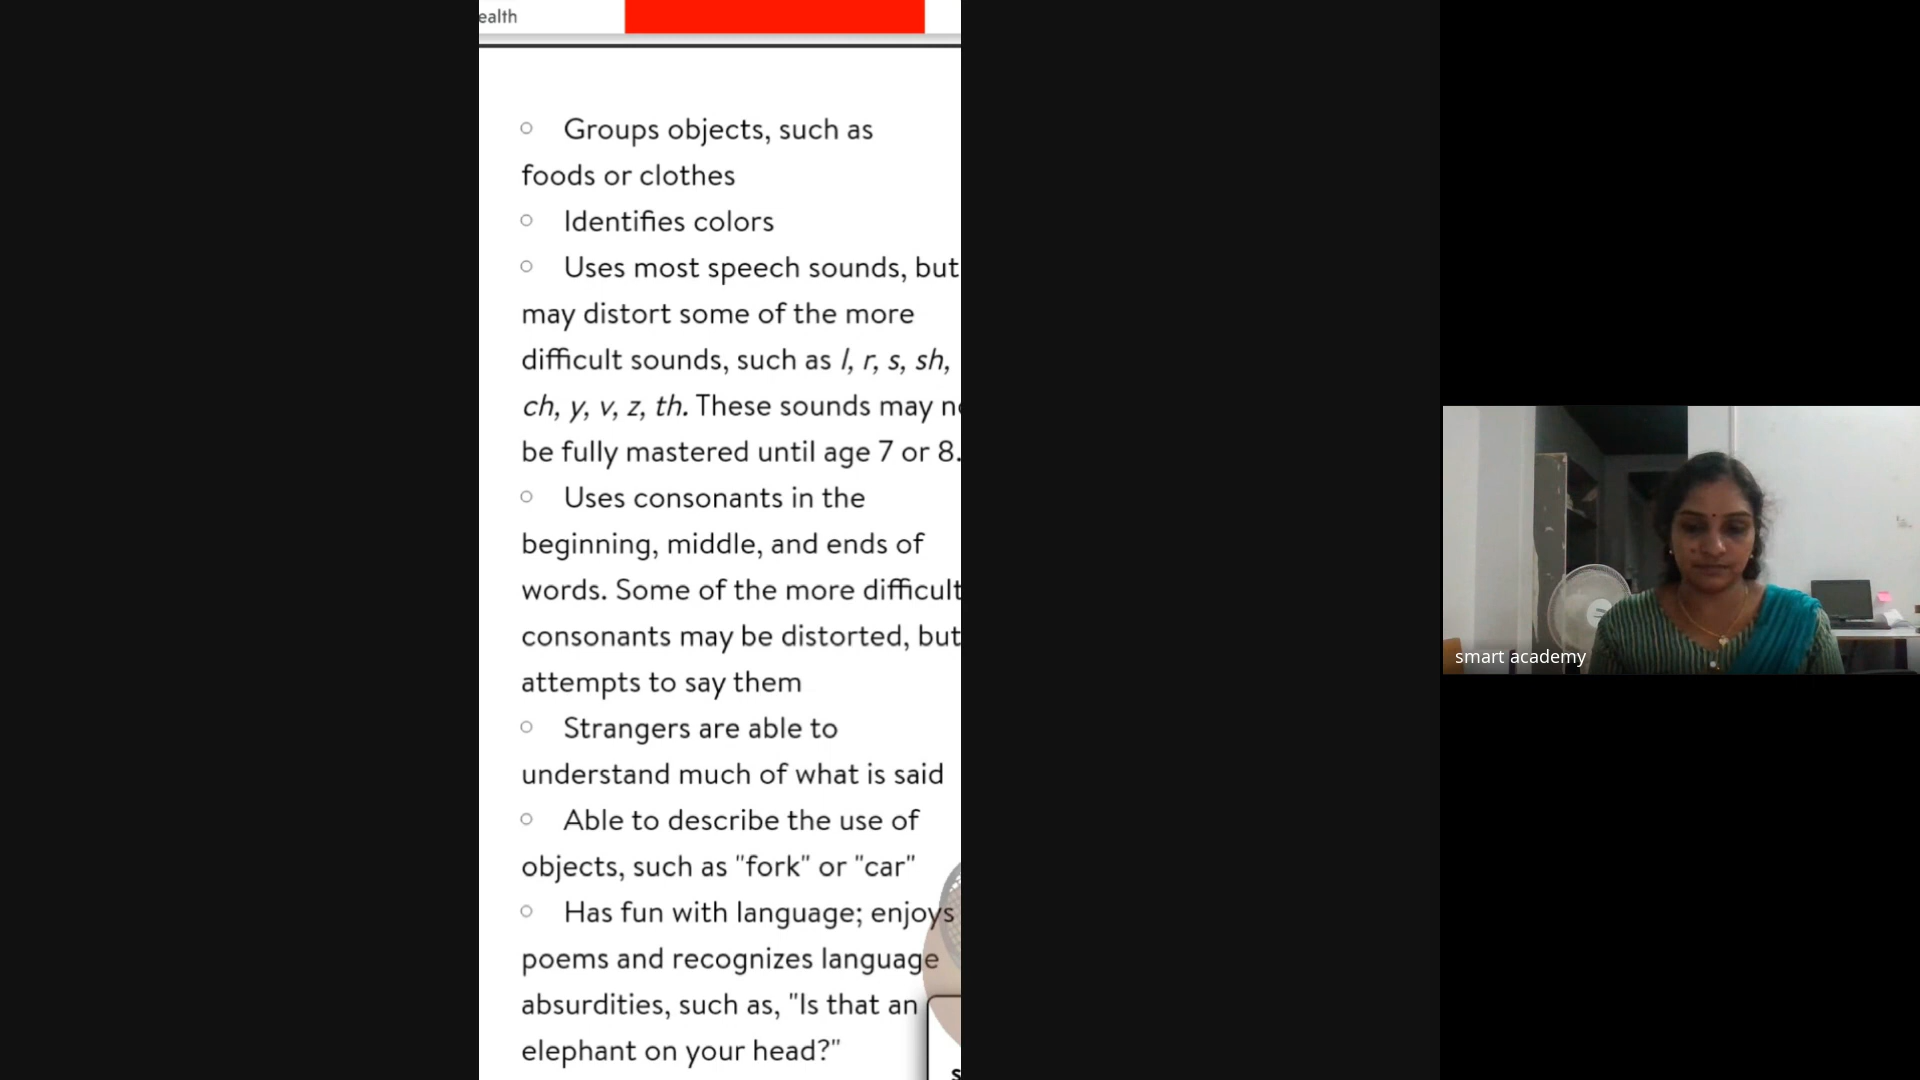 ealth
○ Groups objects, such as
foods or clothes
○ Identifies colors
○ Uses most speech sounds, but
may distort some of the more
difficult sounds, such as l, r, s, sh,
ch, y, v, z, th. These sounds may
be fully mastered until age 7 or 8.
○ Uses consonants in the
beginning, middle, and ends of
words. Some of the more difficult
consonants may be distorted, but
attempts to say them
○ Strangers are able to
understand much of what is said
○ Able to describe the use of
objects, such as "fork" or "car"
○ Has fun with language; enjoys
poems and recognizes language
absurdities, such as, "Is that an
elephant on your head?"
smart academy